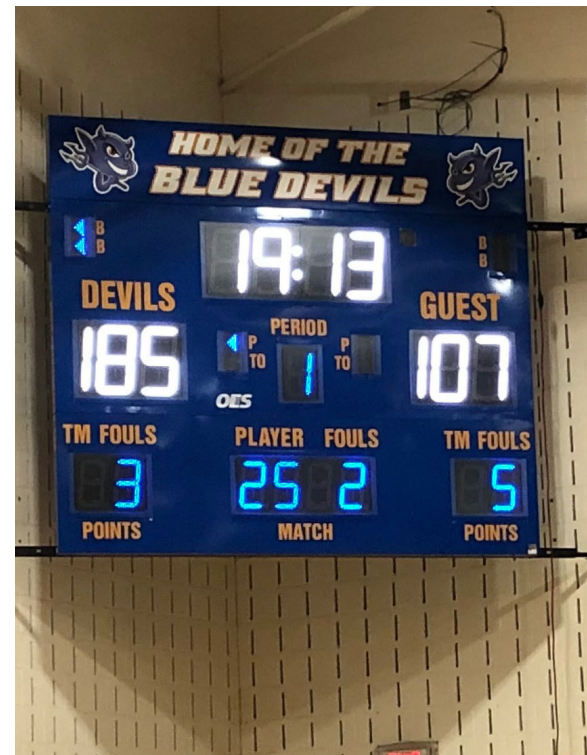 HOME OF THE
BLUE DEVILS
B
B
19:13
B
B
DEVILS
GUEST
185
PERIOD
107
P
TO
1
P
TO
OES
TM FOULS
PLAYER FOULS
TM FOULS
3
25 2
5
POINTS
MATCH
POINTS